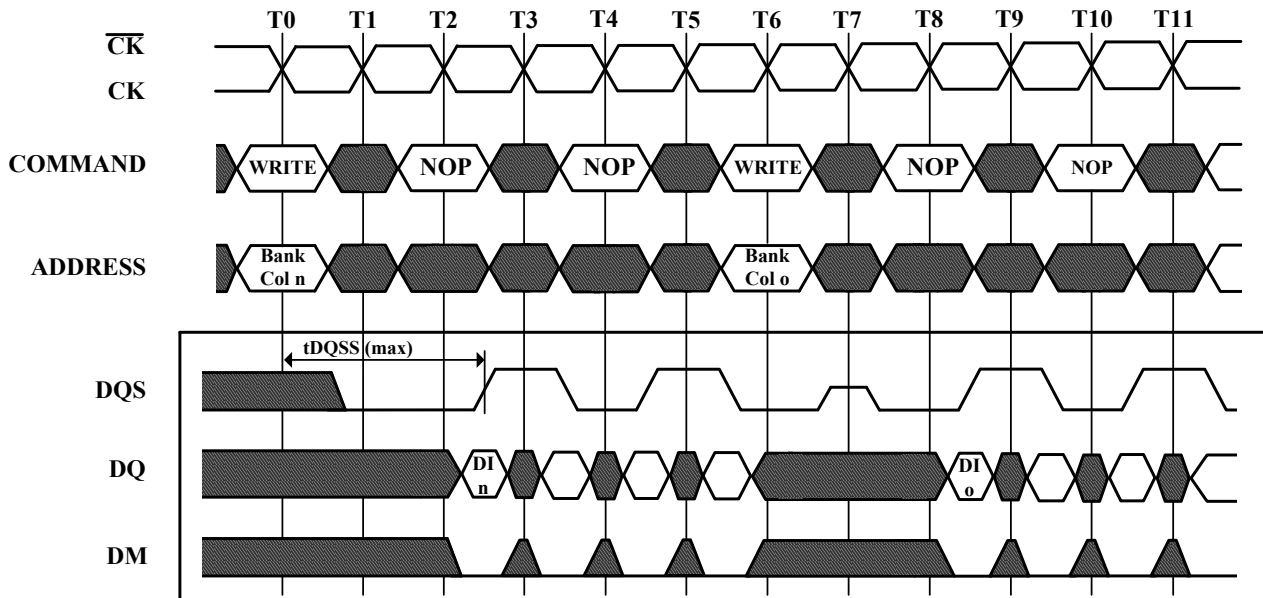 T0 T1 T2 T3 T4 T5 T6 T7 T8 T9 T10 T11
CK
CK
COMMAND WRITE NOP NOP WRITE NOP NOP
ADDRESS Bank Col n Bank Col o
tDQSS (max)
DQS
DQ DI n DI o
DM